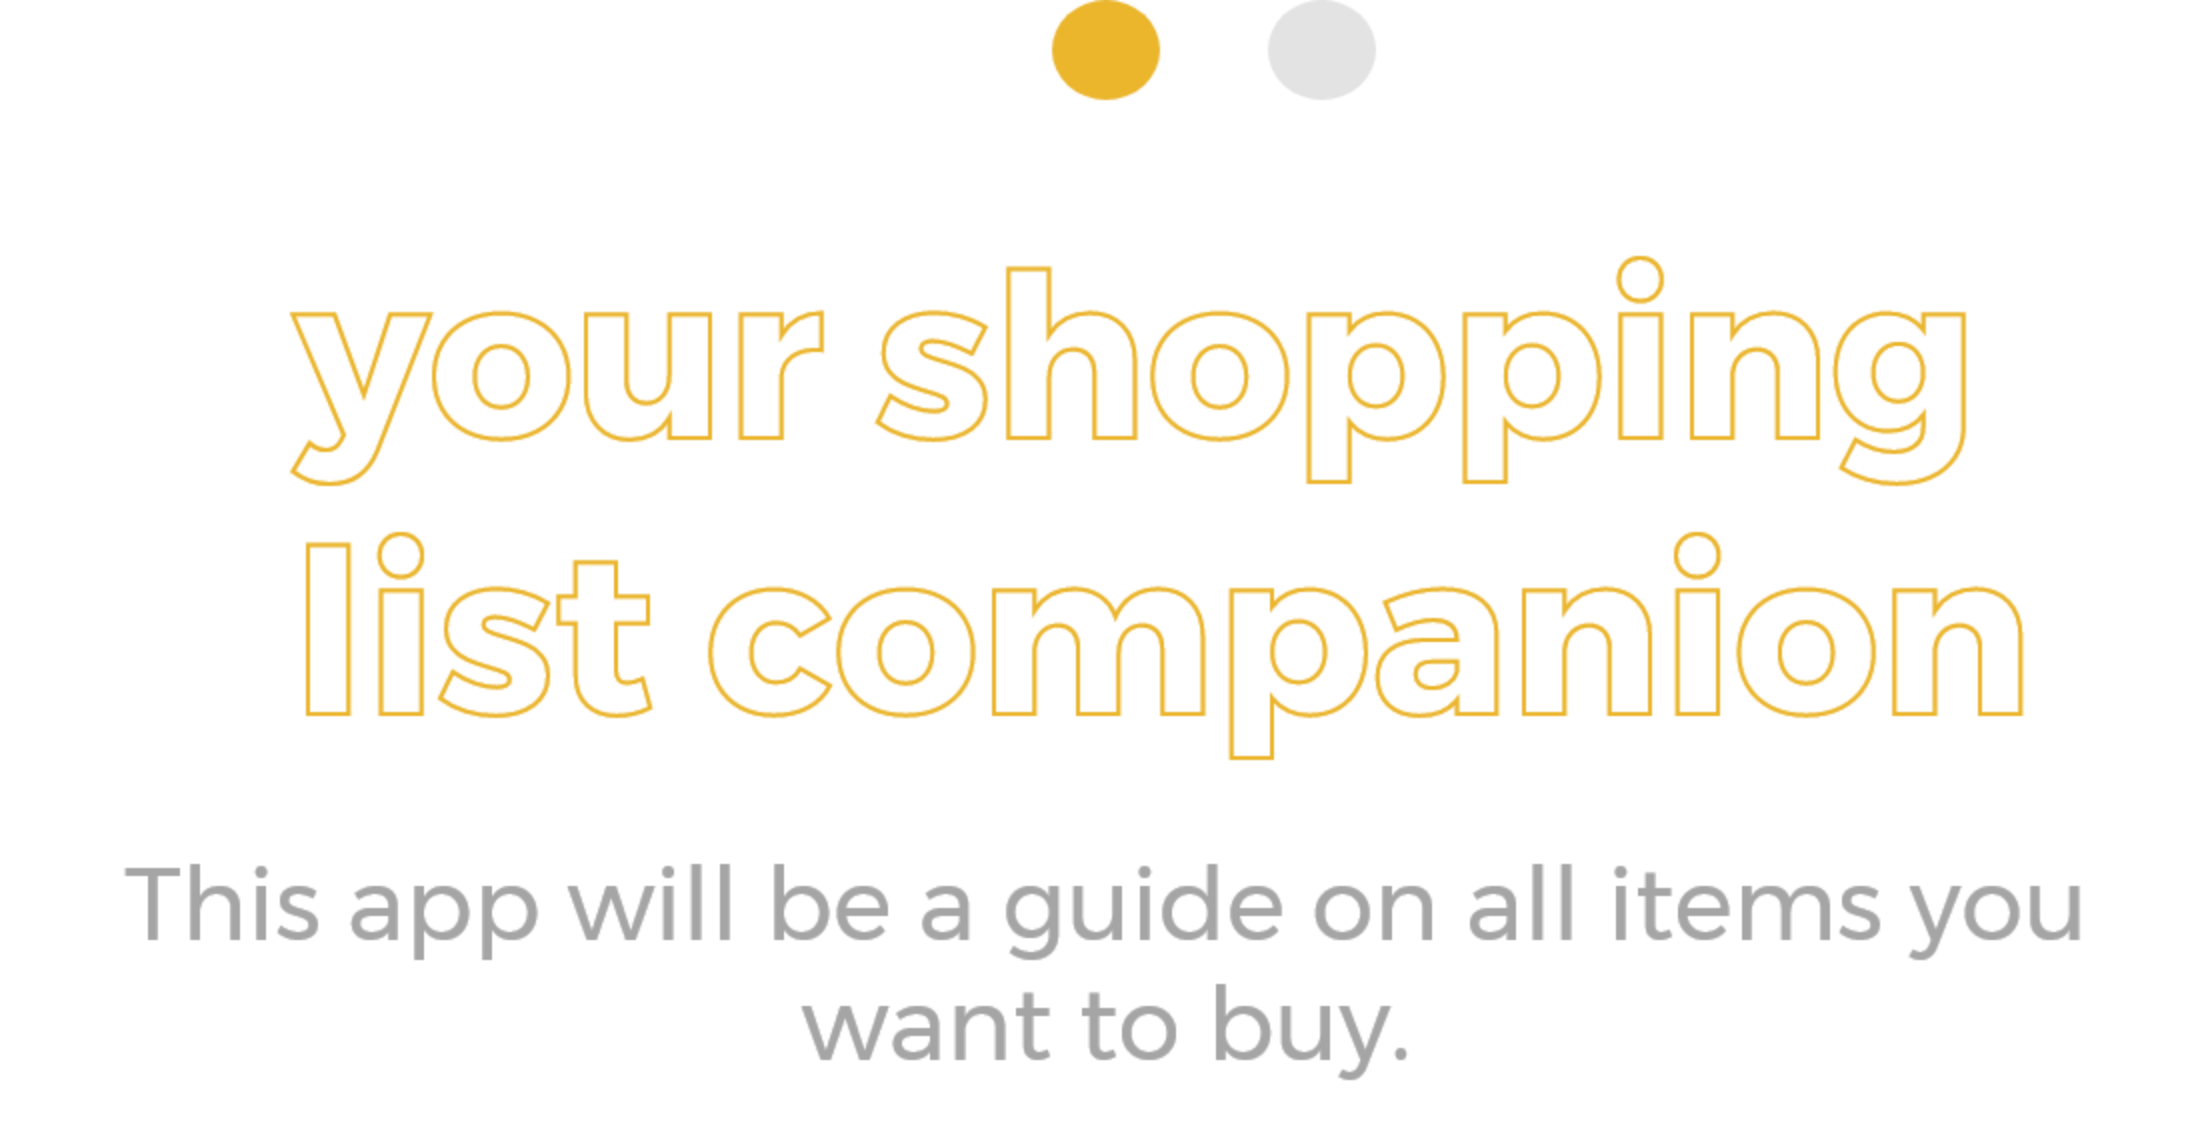 your shopping
list companion
This app will be a guide on all items you
want to buy.